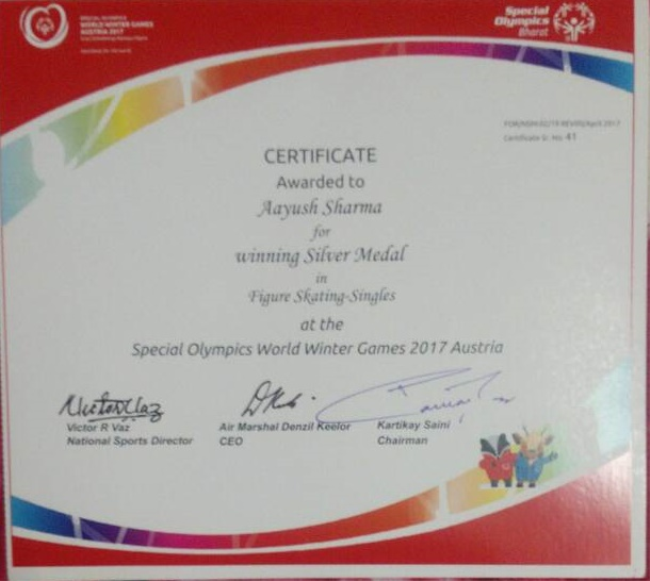 SPECIAL OLYMPICS
WORLD WINTER GAMES
AUSTRIA 2017
Special
Olympics
Bharat
Certificate Sr. No. 41
CERTIFICATE
Awarded to
Aayush Sharma
for
winning Silver Medal
in
Figure Skating-Singles
at the
Special Olympics World Winter Games 2017 Austria
Victor R Vaz
National Sports Director
Air Marshal Denzil Keelor
CEO
Kartikay Saini
Chairman